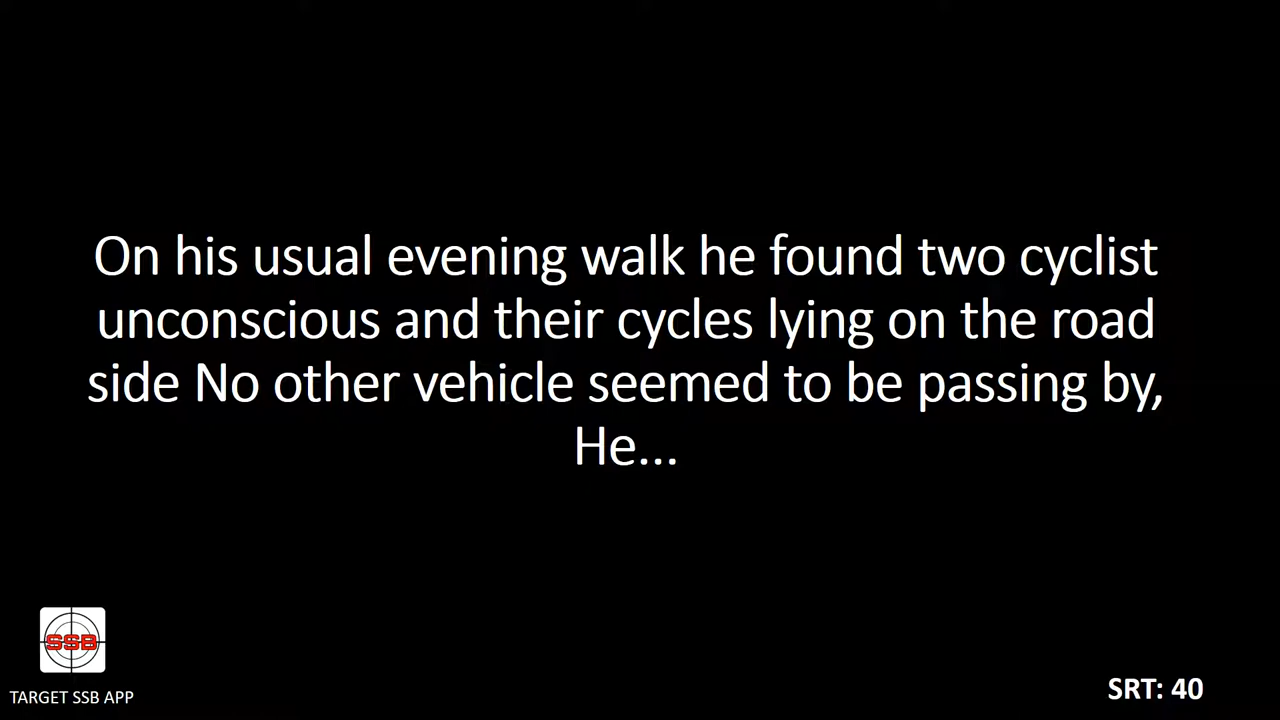 On his usual evening walk he found two cyclist
unconscious and their cycles lying on the road
side No other vehicle seemed to be passing by,
He...
SSB
TARGET SSB APP
SRT: 40